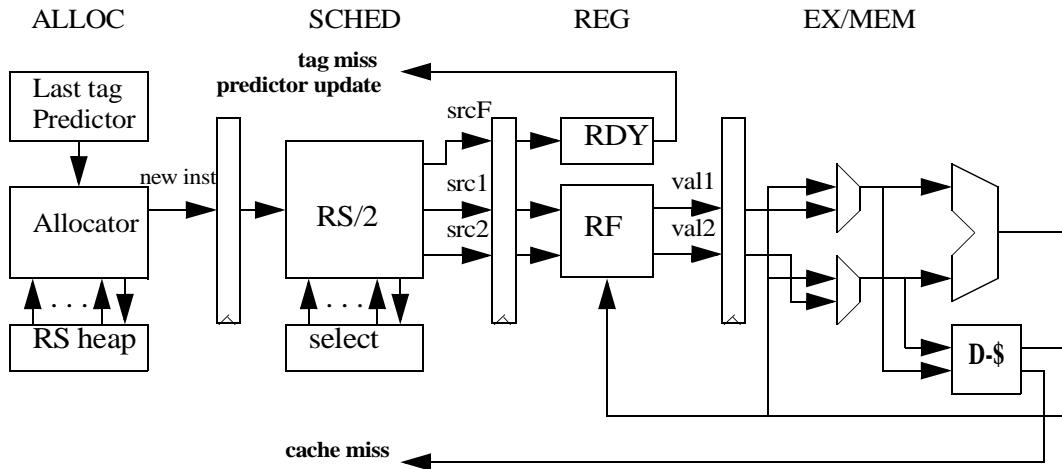 ALLOC
SCHED
REG
EX/MEM
tag miss
predictor update
Last tag
Predictor
srcF
RDY
new inst
src1
val1
Allocator
RS/2
src2
RF
val2
. . .
. . .
RS heap
select
D-$
cache miss